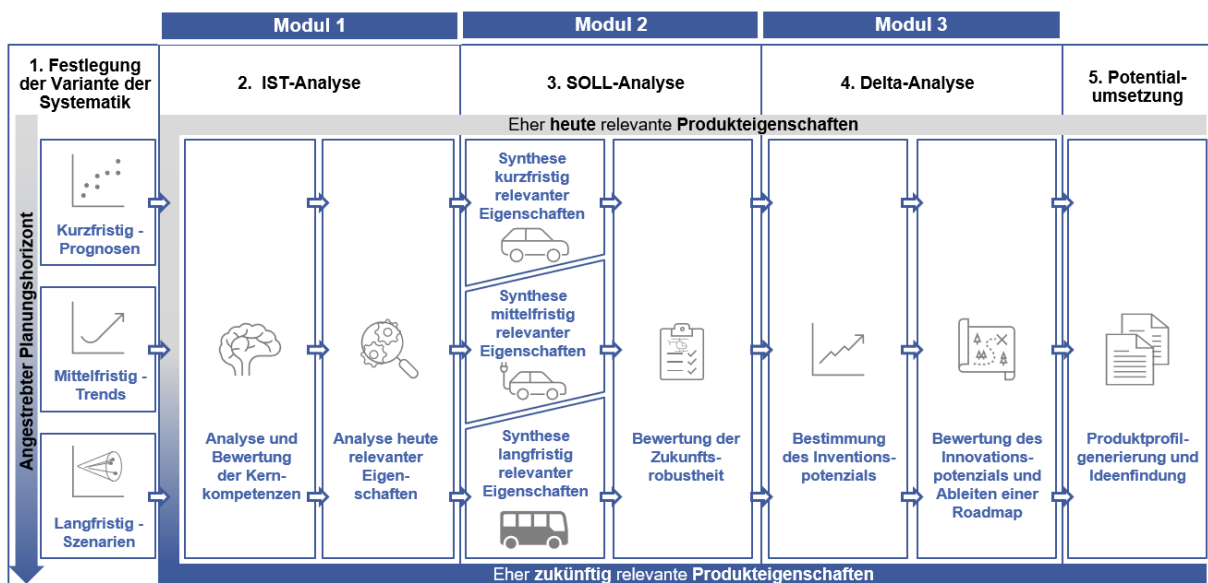 Modul 1
Modul 2
Modul 3
1. Festlegung
der Variante der
Systematik
2. IST-Analyse
3. SOLL-Analyse
4. Delta-Analyse
5. Potential-
umsetzung
Eher heute relevante Produkteigenschaften
Angestrebter Planungshorizont
Kurzfristig -
Prognosen
Mittelfristig -
Trends
Langfristig -
Szenarien
Analyse und
Bewertung
der Kern-
kompetenzen
Analyse heute
relevanter
Eigen-
schaften
Synthese
kurzfristig
relevanter
Eigenschaften
Synthese
mittelfristig
relevanter
Eigenschaften
Synthese
langfristig
relevanter
Eigenschaften
Bewertung der
Zukunfts-
robustheit
Bestimmung
des Inventions-
potenzials
Bewertung des
Innovations-
potenzials und
Ableiten einer
Roadmap
Produktprofil-
generierung und
Ideenfindung
Eher zukünftig relevante Produkteigenschaften